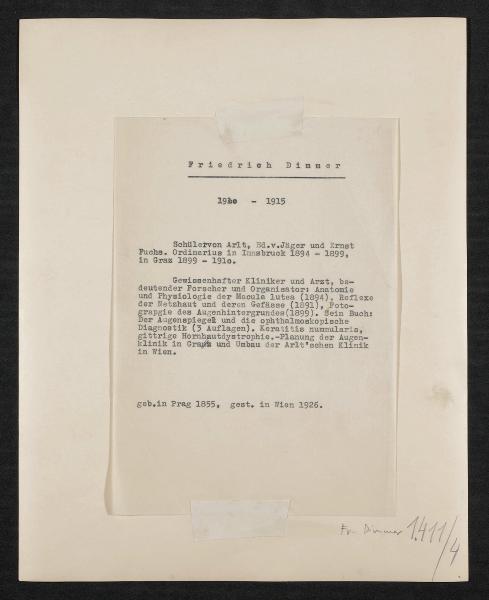 Friedrich Dimmer
1910 - 1915
Schülervon Arlt, Ed.v.Jäger und Ernst
Fuchs. Ordinarius in Innsbruck 1894 - 1899,
in Graz 1899 - 1910.
Gewissenhafter Kliniker und Arzt, be-
deutender Forscher und Organisator: Anatomie
und Physiologie der Macula lutea (1894), Reflexe
der Netzhaut und deren Gefässe (1891), Foto-
grapgie des Augenhintergrundes(1899). Sein Buch:
Der Augenspiegel und die ophthalmoskopische
Diagnostik (3 Auflagen). Keratitis nummularis,
gittrige Hornhautdystrophie.-Planung der Augen-
klinik in Graz und Umbau der Arlt'schen Klinik
in Wien.
geb.in Prag 1855, gest. in Wien 1926.
Fr. Dimmer 1.411/4